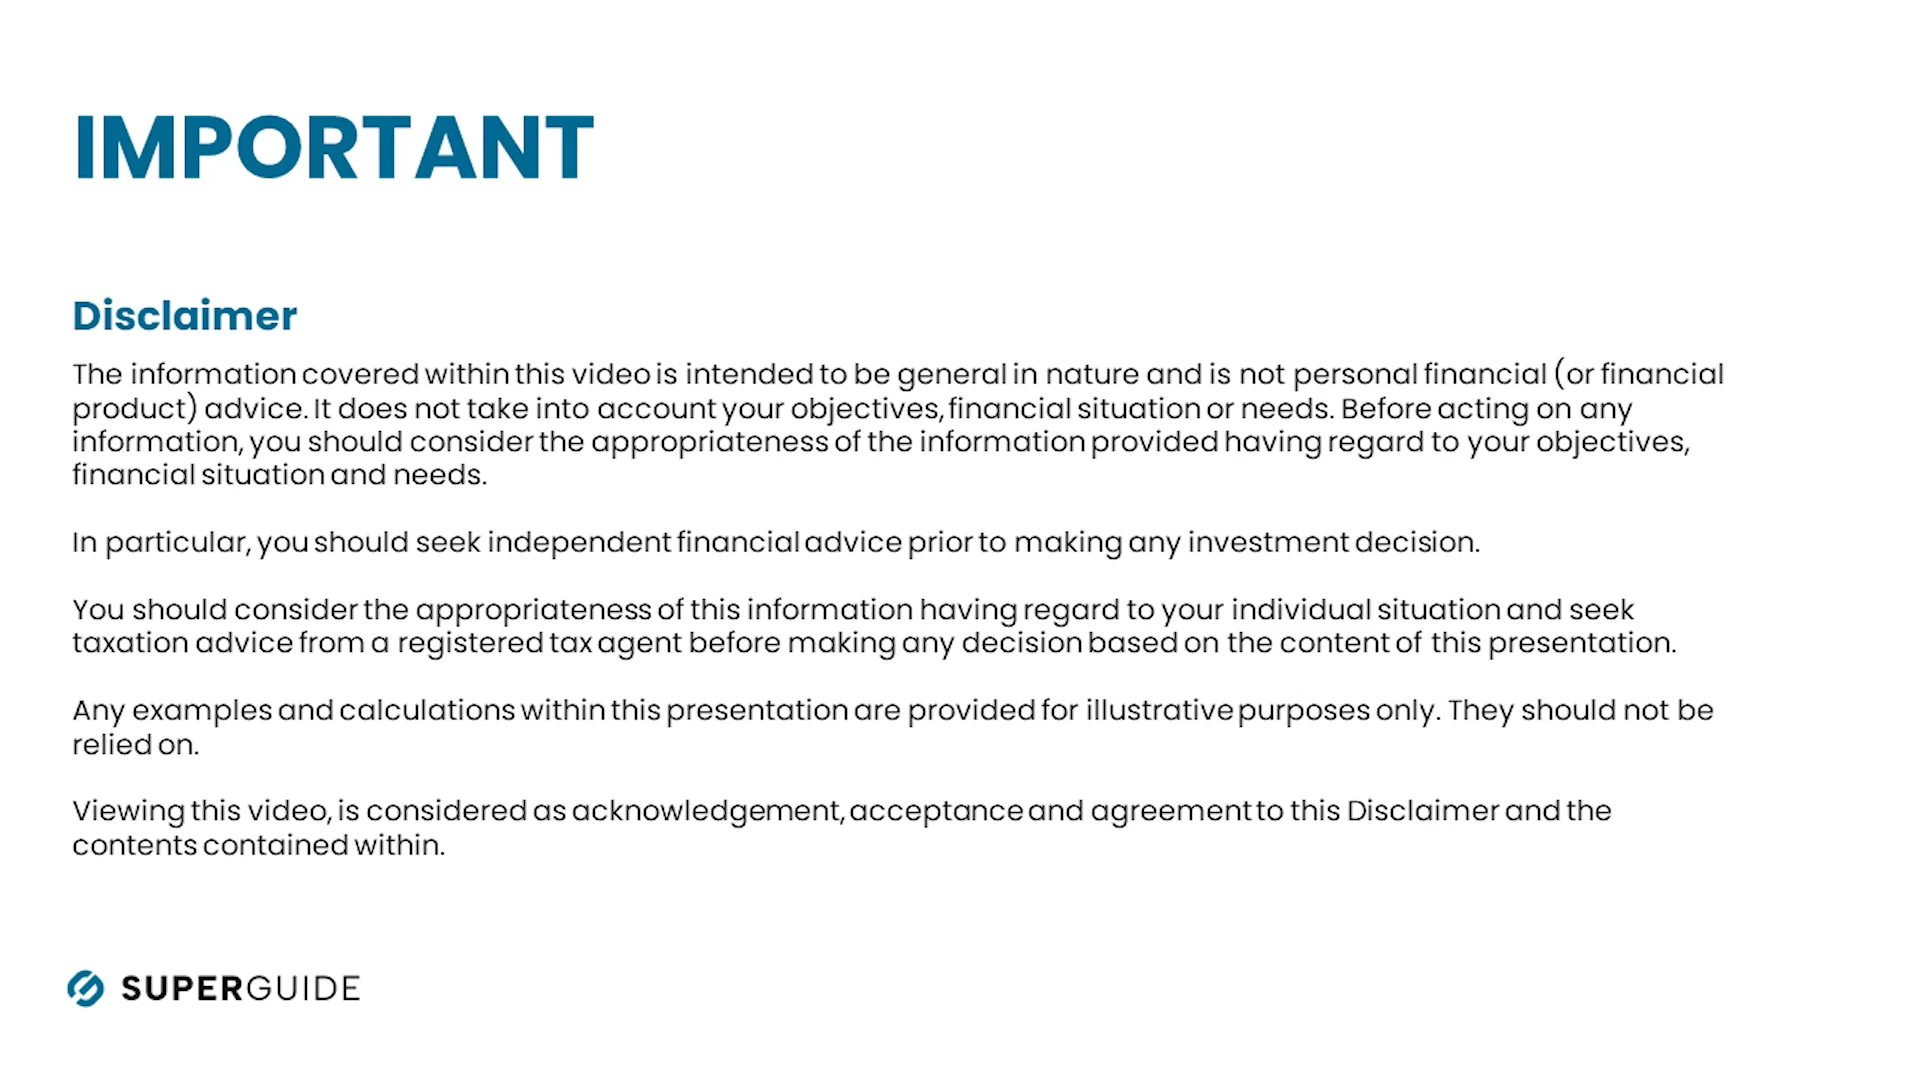 IMPORTANT
Disclaimer
The information covered within this video is intended to be general in nature and is not personal financial (or financial
product) advice. It does not take into account your objectives, financial situation or needs. Before acting on any
information, you should consider the appropriateness of the information provided having regard to your objectives,
financial situation and needs.
In particular, you should seek independent financial advice prior to making any investment decision.
You should consider the appropriateness of this information having regard to your individual situation and seek
taxation advice from a registered tax agent before making any decision based on the content of this presentation.
Any examples and calculations within this presentation are provided for illustrative purposes only. They should not be
relied on.
Viewing this video, is considered as acknowledgement, acceptance and agreement to this Disclaimer and the
contents contained within.
SUPERGUIDE